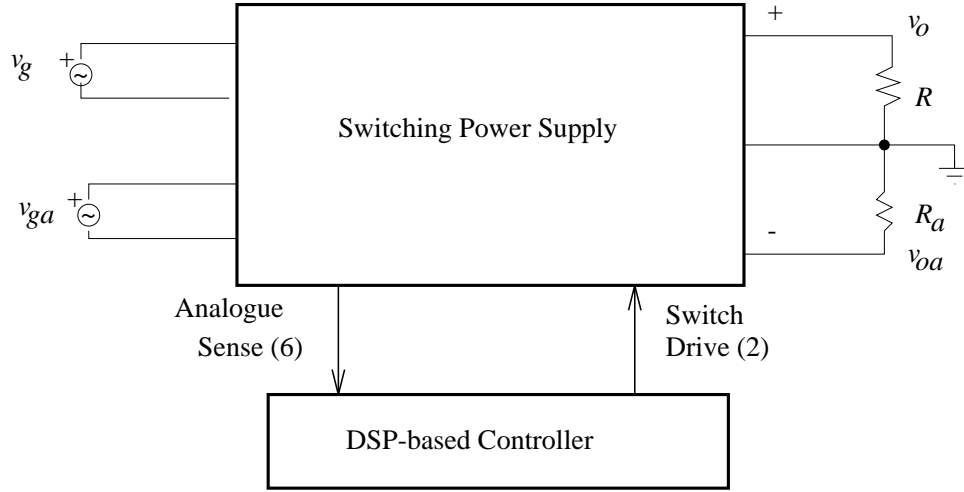 +
v_o
v_g
+
~
R
Switching Power Supply
v_ga
+
~
R_a
-
v_oa
Analogue
Sense (6)
Switch
Drive (2)
DSP-based Controller